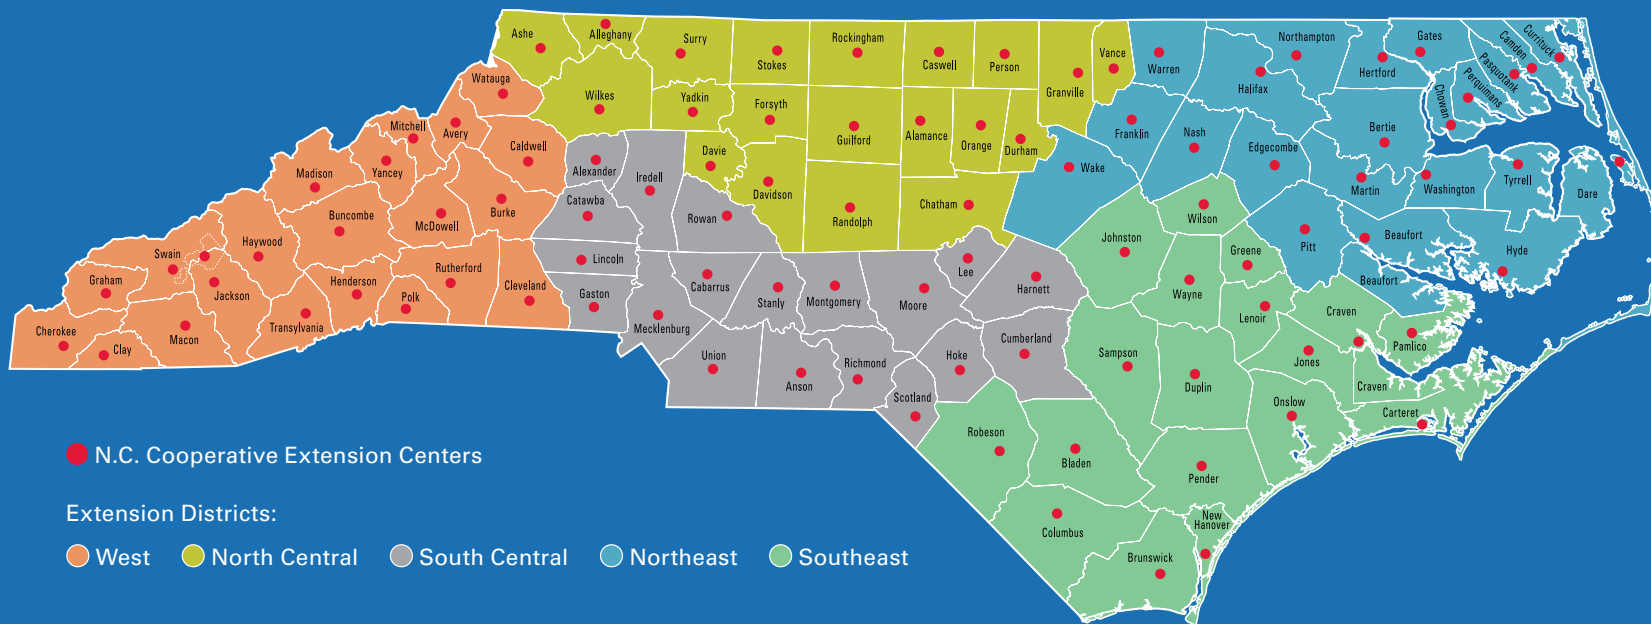 Ashe
Alleghany
Surry
Stokes
Rockingham
Caswell
Person
Granville
Vance
Warren
Northampton
Halifax
Hertford
Gates
Camden
Currituck
Pasquotank
Perquimans
Chowan
Watauga
Wilkes
Yadkin
Forsyth
Guilford
Alamance
Orange
Durham
Franklin
Nash
Edgecombe
Bertie
Mitchell
Avery
Caldwell
Alexander
Iredell
Davie
Davidson
Randolph
Chatham
Wake
Martin
Washington
Tyrrell
Dare
Madison
Yancey
McDowell
Burke
Catawba
Rowan
Wilson
Pitt
Beaufort
Hyde
Buncombe
Haywood
Swain
Graham
Jackson
Henderson
Polk
Rutherford
Cleveland
Lincoln
Gaston
Cabarrus
Stanly
Montgomery
Moore
Lee
Harnett
Johnston
Greene
Wayne
Lenoir
Craven
Beaufort
Pamlico
Cherokee
Clay
Macon
Transylvania
Mecklenburg
Union
Anson
Richmond
Scotland
Hoke
Cumberland
Sampson
Duplin
Jones
Craven
Onslow
Carteret
Robeson
Bladen
Pender
Columbus
Brunswick
New
Hanover
N.C. Cooperative Extension Centers
Extension Districts:
West North Central South Central Northeast Southeast